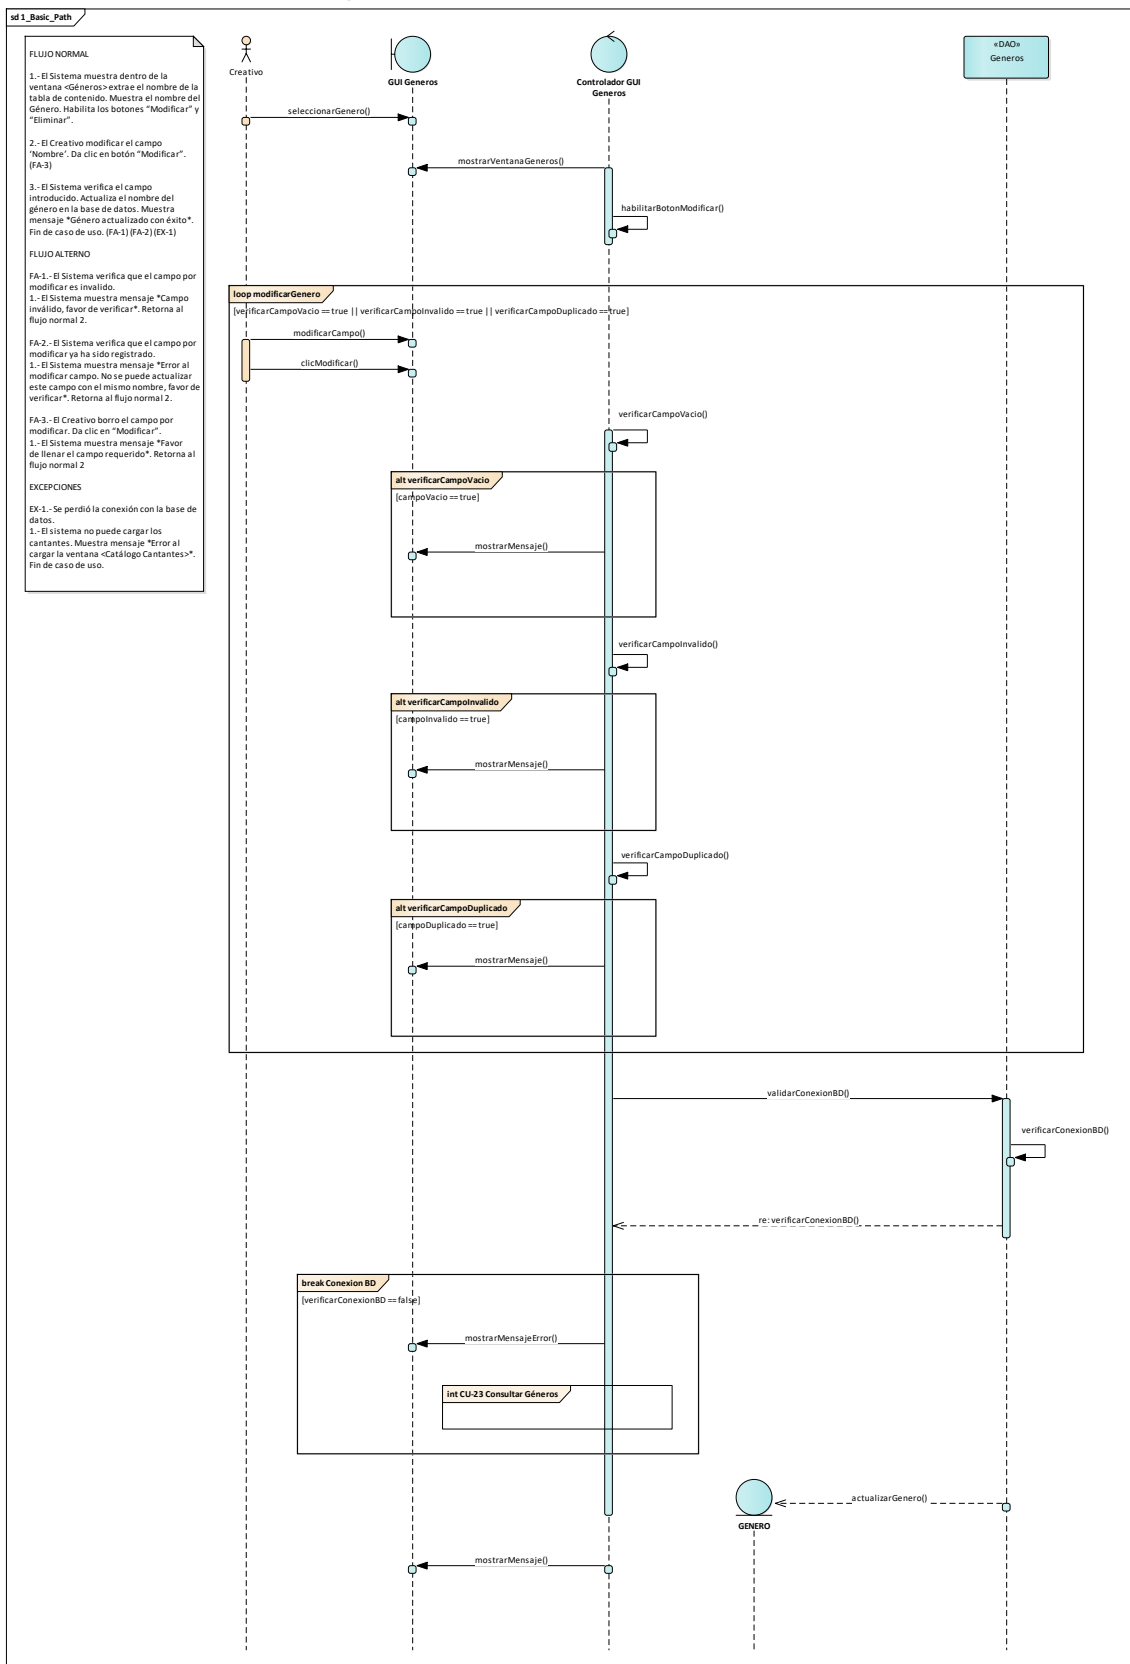 sd 1_Basic_Path
FLUJO NORMAL
1.- El Sistema muestra dentro de la
ventana <Géneros> extrae el nombre de la
tabla de contenido. Muestra el nombre del
Género. Habilita los botones “Modificar” y
“Eliminar”.
2.- El Creativo modificar el campo
‘Nombre’. Da clic en botón “Modificar”.
(FA-3)
3.- El Sistema verifica el campo
introducido. Actualiza el nombre del
género en la base de datos. Muestra
mensaje *Género actualizado con éxito*.
Fin de caso de uso. (FA-1) (FA-2) (EX-1)
FLUJO ALTERNO
FA-1.- El Sistema verifica que el campo por
modificar es invalido.
1.- El Sistema muestra mensaje *Campo
inválido, favor de verificar*. Retorna al
flujo normal 2.
FA-2.- El Sistema verifica que el campo por
modificar ya ha sido registrado.
1.- El Sistema muestra mensaje *Error al
modificar campo. No se puede actualizar
este campo con el mismo nombre, favor de
verificar*. Retorna al flujo normal 2.
FA-3.- El Creativo borro el campo por
modificar. Da clic en “Modificar”.
1.- El Sistema muestra mensaje *Favor
de llenar el campo requerido*. Retorna al
flujo normal 2
EXCEPCIONES
EX-1.- Se perdió la conexión con la base de
datos.
1.- El sistema no puede cargar los
cantantes. Muestra mensaje *Error al
cargar la ventana <Catálogo Cantantes>*.
Fin de caso de uso.
Creativo
GUI Generos
Controlador GUI
Generos
«DAO»
Generos
seleccionarGenero()
mostrarVentanaGeneros()
habilitarBotonModificar()
loop modificarGenero
[verificarCampoVacio == true || verificarCampoInvalido == true || verificarCampoDuplicado == true]
modificarCampo()
clicModificar()
verificarCampoVacio()
alt verificarCampoVacio
[campoVacio == true]
mostrarMensaje()
verificarCampoInvalido()
alt verificarCampoInvalido
[campoInvalido == true]
mostrarMensaje()
verificarCampoDuplicado()
alt verificarCampoDuplicado
[campoDuplicado == true]
mostrarMensaje()
validarConexionBD()
verificarConexionBD()
re: verificarConexionBD()
break Conexion BD
[verificarConexionBD == false]
mostrarMensajeError()
int CU-23 Consultar Géneros
actualizarGenero()
GENERO
mostrarMensaje()